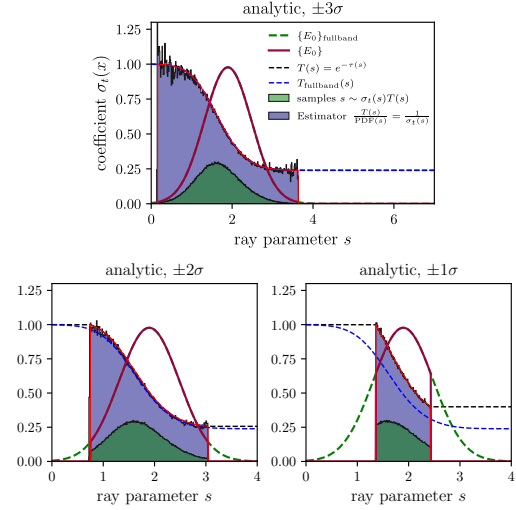 analytic, ±3σ
1.25
1.00
0.75
0.50
0.25
0.00
coefficient σ_t(x)
{E₀}_fullband
{E₀}
T(s) = e^{−τ(s)}
T_fullband(s)
samples s ∼ σ_t(s)T(s)
Estimator T(s)/PDF(s) = 1/σ_t(s)
0 2 4 6
ray parameter s
analytic, ±2σ
1.25
1.00
0.75
0.50
0.25
0.00
0 1 2 3 4
ray parameter s
analytic, ±1σ
1.25
1.00
0.75
0.50
0.25
0.00
0 1 2 3 4
ray parameter s